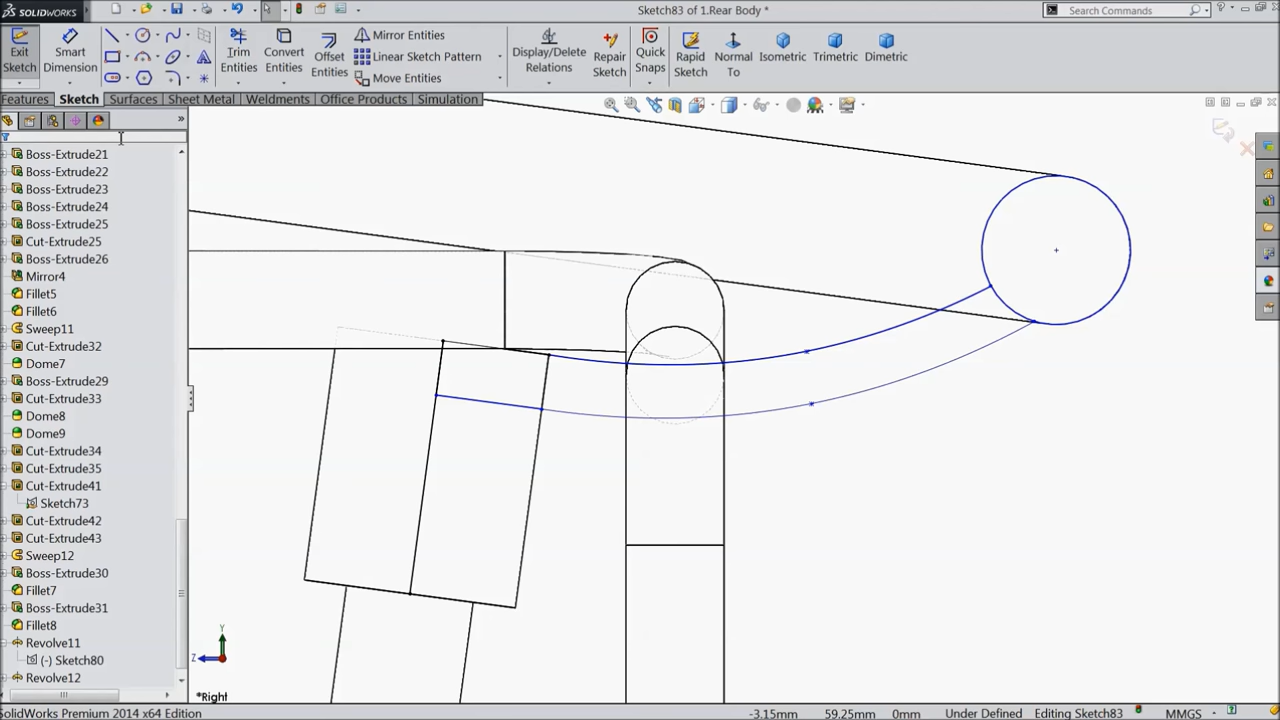 SOLIDWORKS
Sketch83 of 1.Rear Body *
Search Commands
Exit Sketch
Smart Dimension
Trim Entities
Convert Entities
Offset Entities
Mirror Entities
Linear Sketch Pattern
Move Entities
Display/Delete Relations
Repair Sketch
Quick Snaps
Rapid Sketch
Normal To
Isometric
Trimetric
Dimetric
Features
Sketch
Surfaces
Sheet Metal
Weldments
Office Products
Simulation
Boss-Extrude21
Boss-Extrude22
Boss-Extrude23
Boss-Extrude24
Boss-Extrude25
Cut-Extrude25
Boss-Extrude26
Mirror4
Fillet5
Fillet6
Sweep11
Cut-Extrude32
Dome7
Boss-Extrude29
Cut-Extrude33
Dome8
Dome9
Cut-Extrude34
Cut-Extrude35
Cut-Extrude41
Sketch73
Cut-Extrude42
Cut-Extrude43
Sweep12
Boss-Extrude30
Fillet7
Boss-Extrude31
Fillet8
Revolve11
(-) Sketch80
Revolve12
Y
Z
*Right
SolidWorks Premium 2014 x64 Edition
-3.15mm
59.25mm
0mm
Under Defined
Editing Sketch83
MMGS